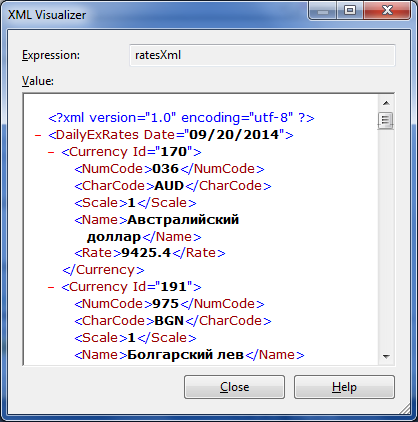 XML Visualizer
Expression: ratesXml
Value:
<?xml version="1.0" encoding="utf-8" ?>
– <DailyExRates Date="09/20/2014">
– <Currency Id="170">
<NumCode>036</NumCode>
<CharCode>AUD</CharCode>
<Scale>1</Scale>
<Name>Австралийский
доллар</Name>
<Rate>9425.4</Rate>
</Currency>
– <Currency Id="191">
<NumCode>975</NumCode>
<CharCode>BGN</CharCode>
<Scale>1</Scale>
<Name>Болгарский лев</Name>
Close Help